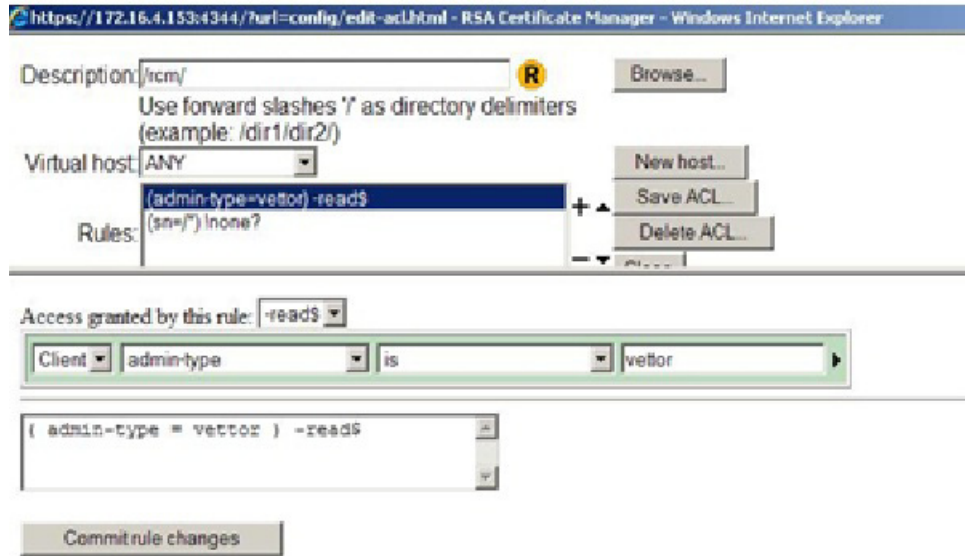 https://172.16.4.153:4344/?url=config/edit-acl.html - RSA Certificate Manager - Windows Internet Explorer
Description: /rcm/ R Browse...
Use forward slashes '/' as directory delimiters
(example: /dir1/dir2/)
Virtual host: ANY New host...
(admin-type=vettor) -read$ Save ACL...
Rules: (sn=/*) !none? Delete ACL...
Access granted by this rule: -read$
Client admin-type is vettor
( admin-type = vettor ) -read$
Commit rule changes